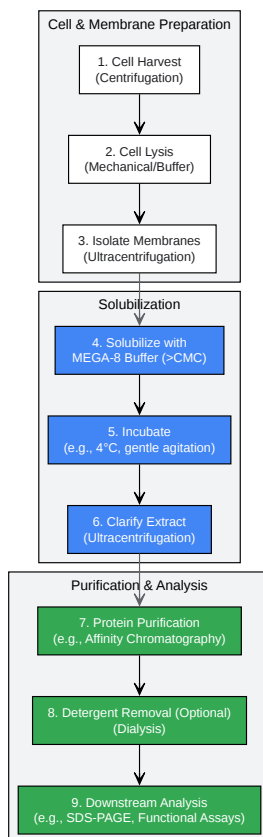 Cell & Membrane Preparation
1. Cell Harvest
(Centrifugation)
2. Cell Lysis
(Mechanical/Buffer)
3. Isolate Membranes
(Ultracentrifugation)
Solubilization
4. Solubilize with
MEGA-8 Buffer (>CMC)
5. Incubate
(e.g., 4°C, gentle agitation)
6. Clarify Extract
(Ultracentrifugation)
Purification & Analysis
7. Protein Purification
(e.g., Affinity Chromatography)
8. Detergent Removal (Optional)
(Dialysis)
9. Downstream Analysis
(e.g., SDS-PAGE, Functional Assays)